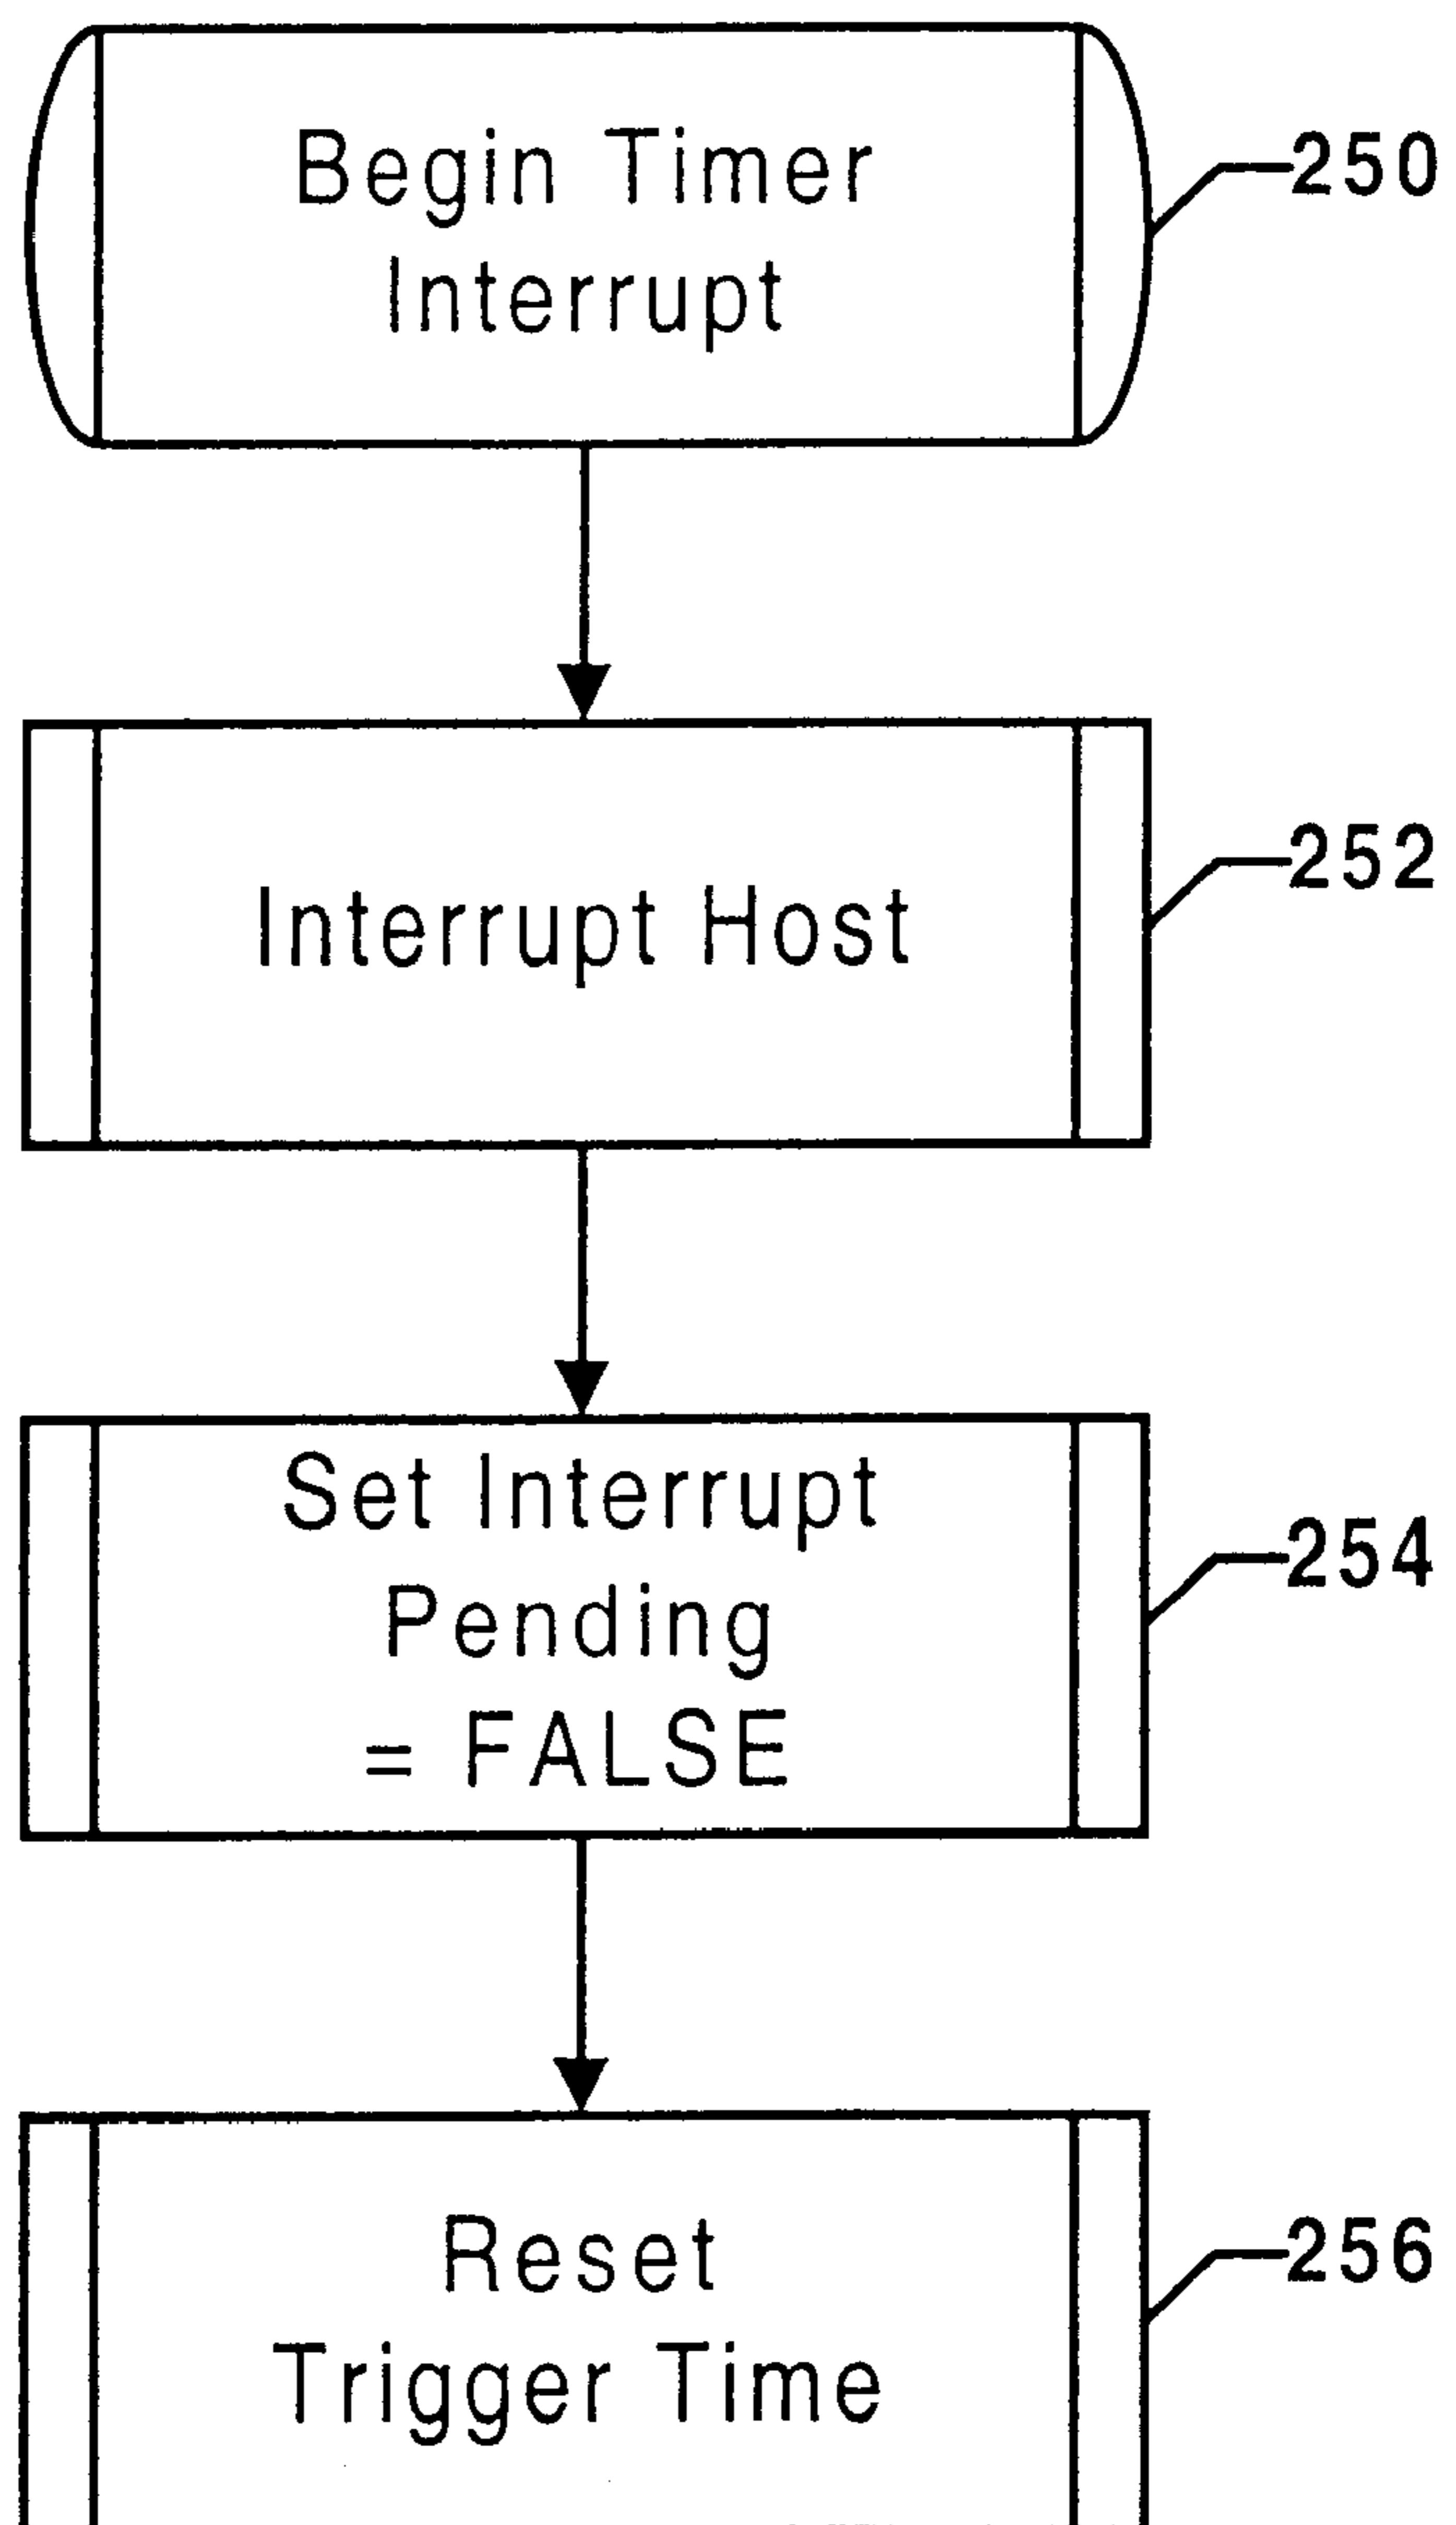 Begin Timer
Interrupt
250
Interrupt Host
252
Set Interrupt
Pending
= FALSE
254
Reset
Trigger Time
256